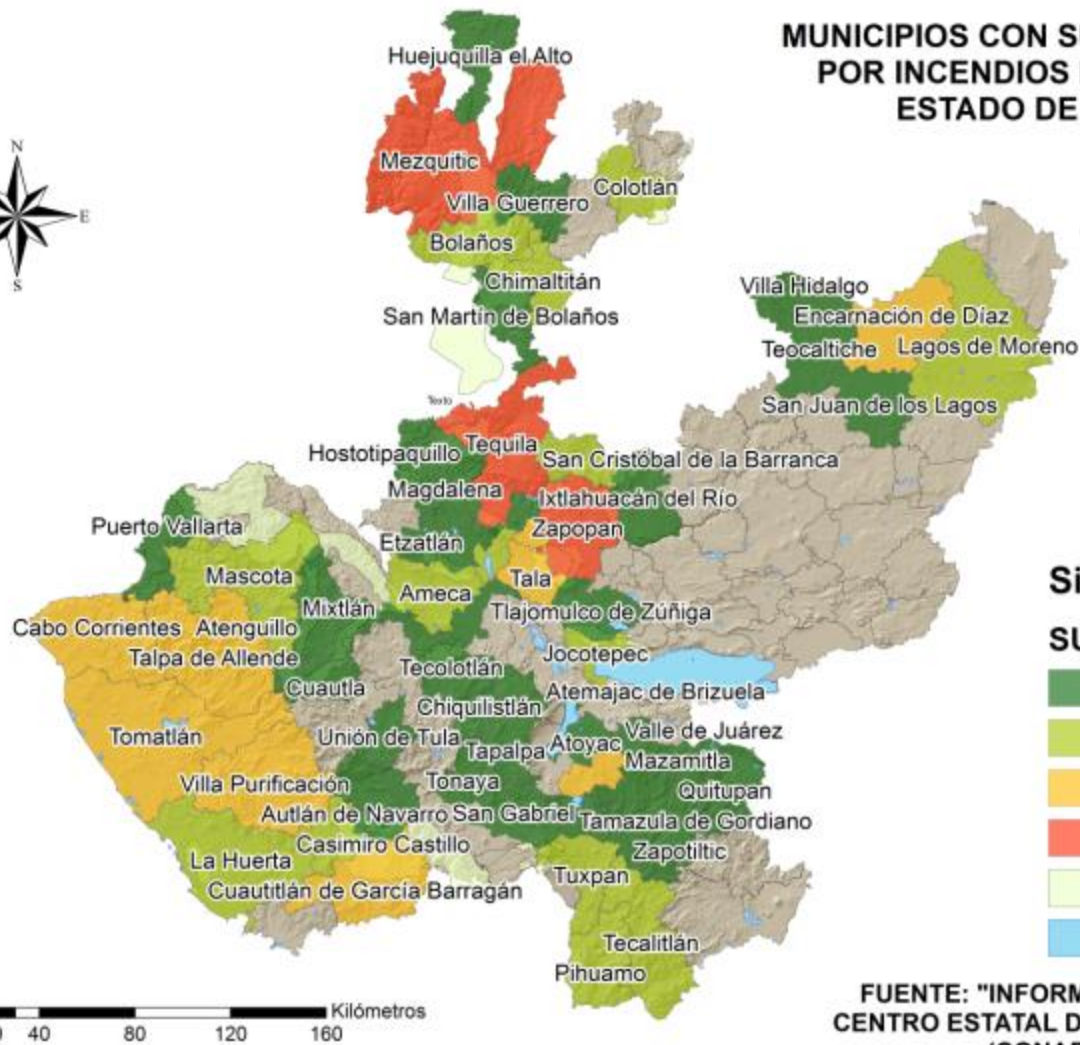 MUNICIPIOS CON
POR INCENDIOS
ESTADO DE
Huejuquilla el Alto
N
Mezquitic
Colotlán
Villa Guerrero
E
Bolaños
S
Chimaltitán
Villa Hidalgo
San Martín de Bolaños
Encarnación de Díaz
Teocaltiche
Lagos de Moreno
Texto
San Juan de los Lagos
Hostotipaquillo
Tequila
San Cristóbal de la Barranca
Magdalena
Ixtlahuacán del Río
Puerto Vallarta
Zapopan
Etzatlán
Mascota
Tala
Ameca
Mixtlán
Tlajomulco de Zúñiga
Cabo Corrientes
Atenguillo
Talpa de Allende
Jocotepec
Tecolotlán
Cuautla
Atemajac de Brizuela
Chiquilistlán
Tomatlán
Unión de Tula
Valle de Juárez
Tapalpa
Atoyac
Mazamitla
Villa Purificación
Tonaya
Quitupan
Autlán de Navarro
San Gabriel
Tamazula de Gordiano
Casimiro Castillo
Zapotiltic
La Huerta
Tuxpan
Cuautitlán de García Barragán
Tecalitlán
Pihuamo
Kilómetros
40 80 120 160
FUENTE: "INFORM
CENTRO ESTATAL D